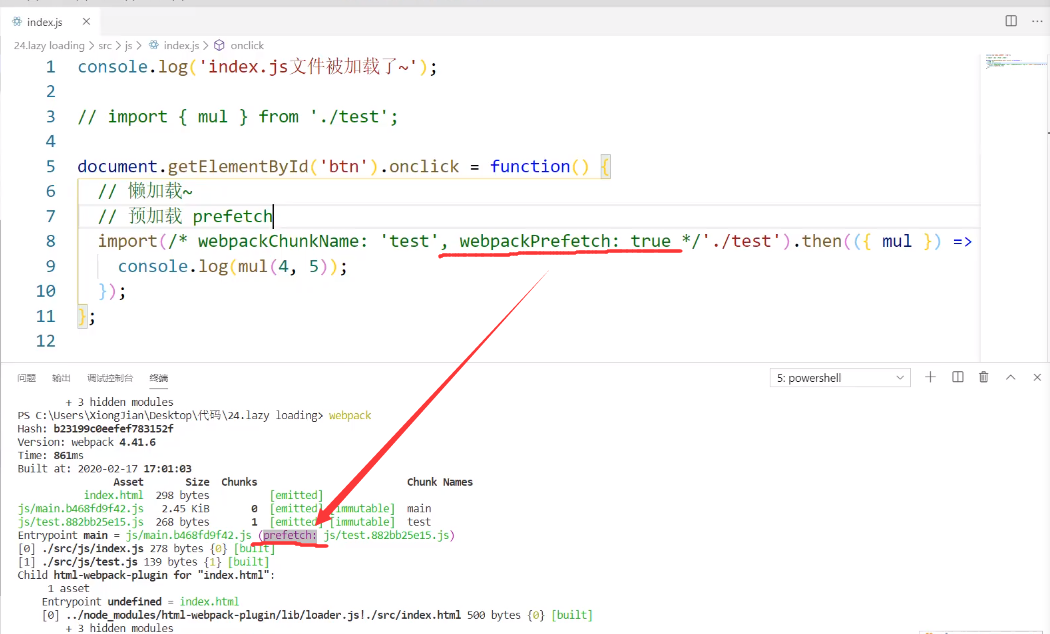 index.js
24.lazy loading > src > js > index.js > onclick
1 console.log('index.js文件被加载了~');
2
3 // import { mul } from './test';
4
5 document.getElementById('btn').onclick = function() {
6 // 懒加载~
7 // 预加载 prefetch
8 import(/* webpackChunkName: 'test', webpackPrefetch: true */'./test').then(({ mul }) =>
9 console.log(mul(4, 5));
10 });
11 };
12
问题 输出 调试控制台 终端 5: powershell
+ 3 hidden modules
PS C:\Users\XiongJian\Desktop\代码\24.lazy loading> webpack
Hash: b23199c0eefef783152f
Version: webpack 4.41.6
Time: 861ms
Built at: 2020-02-17 17:01:03
Asset Size Chunks Chunk Names
index.html 298 bytes [emitted]
js/main.b468fd9f42.js 2.45 KiB 0 [emitted] [immutable] main
js/test.882bb25e15.js 268 bytes 1 [emitted] [immutable] test
Entrypoint main = js/main.b468fd9f42.js (prefetch: js/test.882bb25e15.js)
[0] ./src/js/index.js 278 bytes {0} [built]
[1] ./src/js/test.js 139 bytes {1} [built]
Child html-webpack-plugin for "index.html":
1 asset
Entrypoint undefined = index.html
[0] ../node_modules/html-webpack-plugin/lib/loader.js!./src/index.html 500 bytes {0} [built]
+ 3 hidden modules